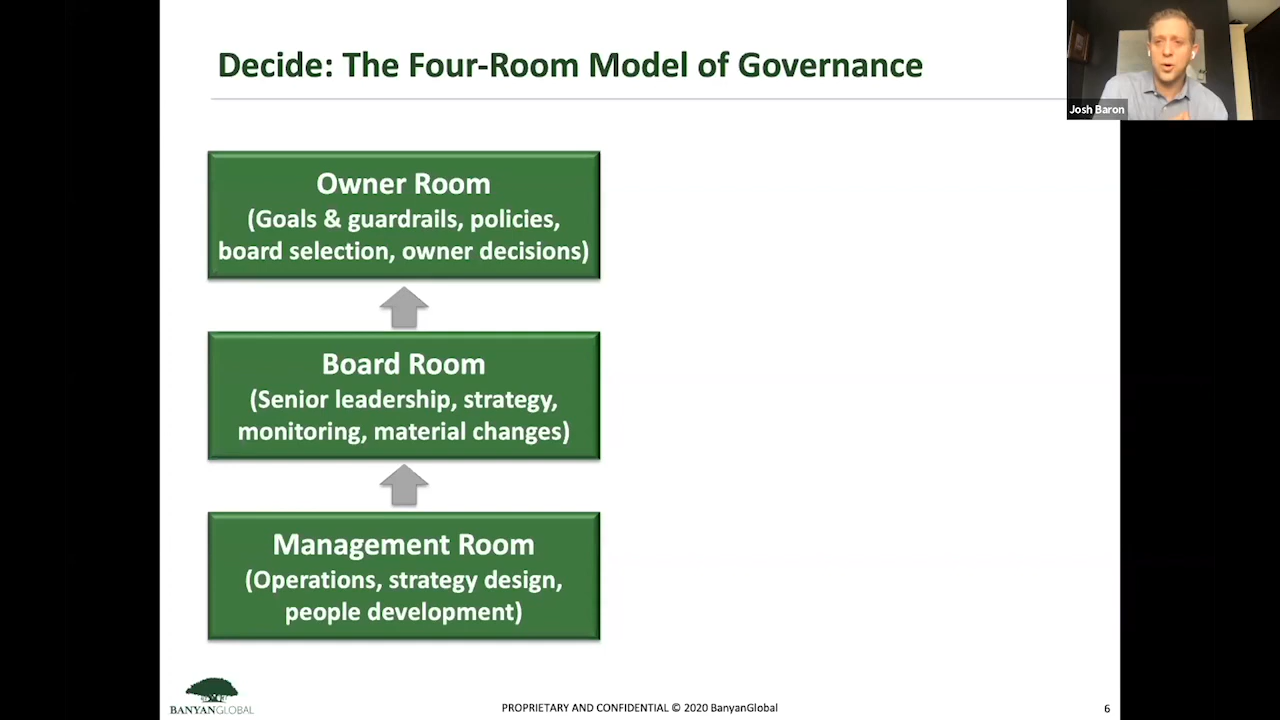 Decide: The Four-Room Model of Governance
Josh Baron
Owner Room
(Goals & guardrails, policies,
board selection, owner decisions)
Board Room
(Senior leadership, strategy,
monitoring, material changes)
Management Room
(Operations, strategy design,
people development)
BANYANGLOBAL
PROPRIETARY AND CONFIDENTIAL © 2020 BanyanGlobal
6